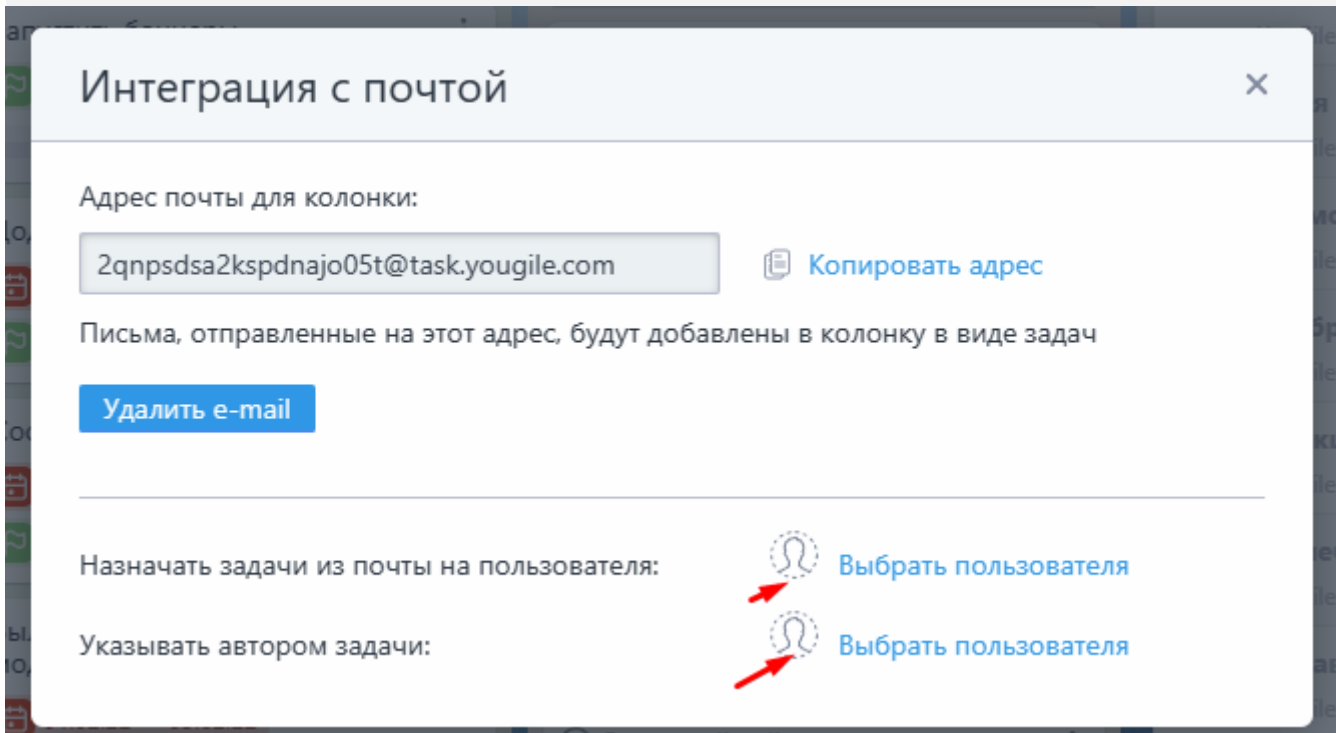 Интеграция с почтой
Адрес почты для колонки:
2qnpsdsa2kspdnajo05t@task.yougile.com
Копировать адрес
Письма, отправленные на этот адрес, будут добавлены в колонку в виде задач
Удалить e-mail
Назначать задачи из почты на пользователя:
Выбрать пользователя
Указывать автором задачи:
Выбрать пользователя